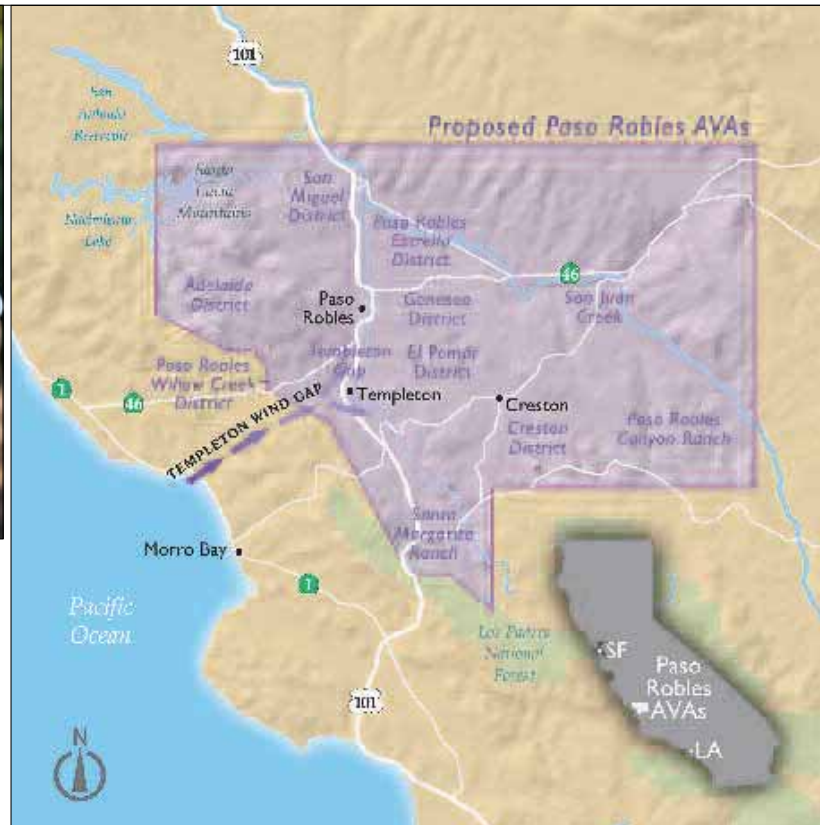 101
San
Antonio
Reservoir
Proposed Paso Robles AVAs
Santa
Lucia
Mountains
San
Miguel
District
Nacimiento
Lake
Paso Robles
Estrella
District
Adelaida
District
46
Paso
Robles
Geneseo
District
San Juan
Creek
Templeton
Gap
El Pomar
District
Paso Robles
Willow Creek
District
1
46
TEMPLETON WIND GAP
Templeton
Creston
Creston
District
Paso Robles
Canyon Ranch
Santa
Margarita
Ranch
Morro Bay
1
Pacific
Ocean
Los Padres
National
Forest
SF
Paso
Robles
AVAs
LA
101
N